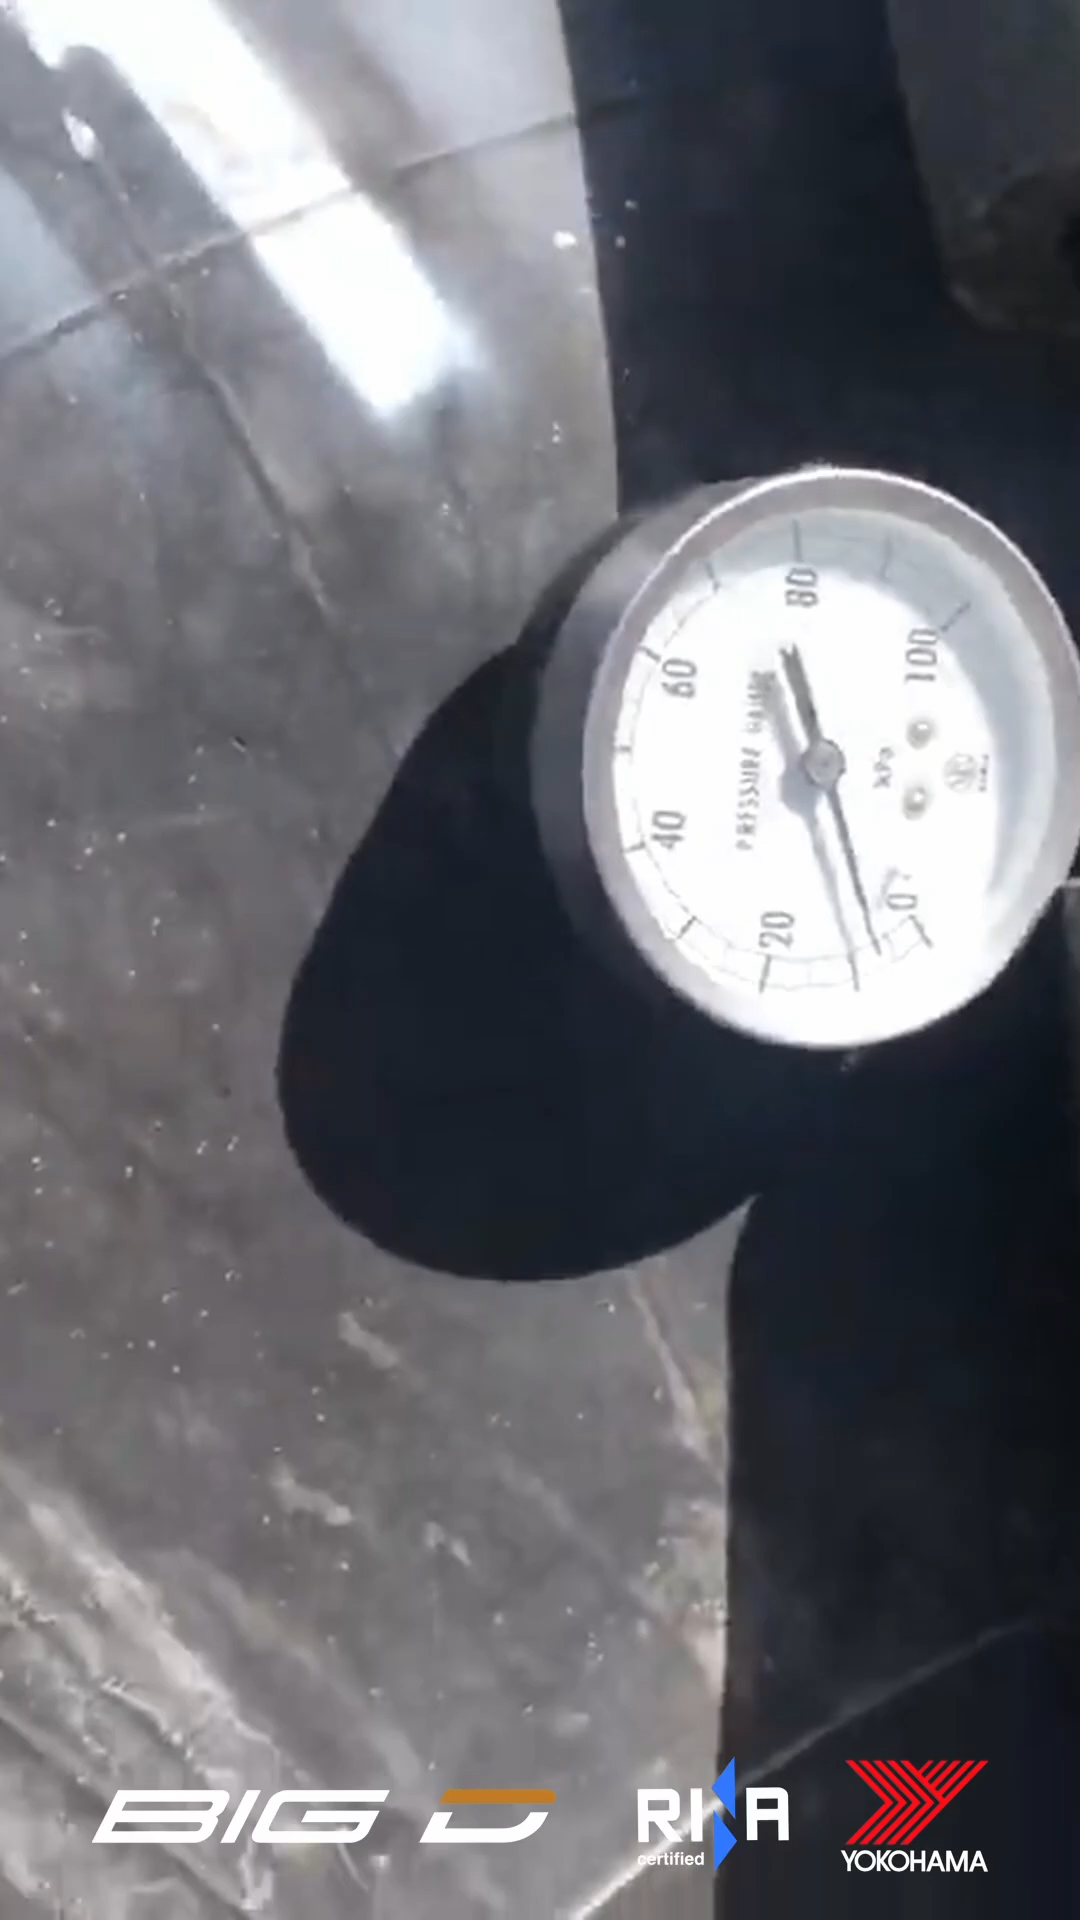 80
100
60
PRESSURE GAUGE
kPa
40
20
0
BIG D
RINA
certified
YOKOHAMA